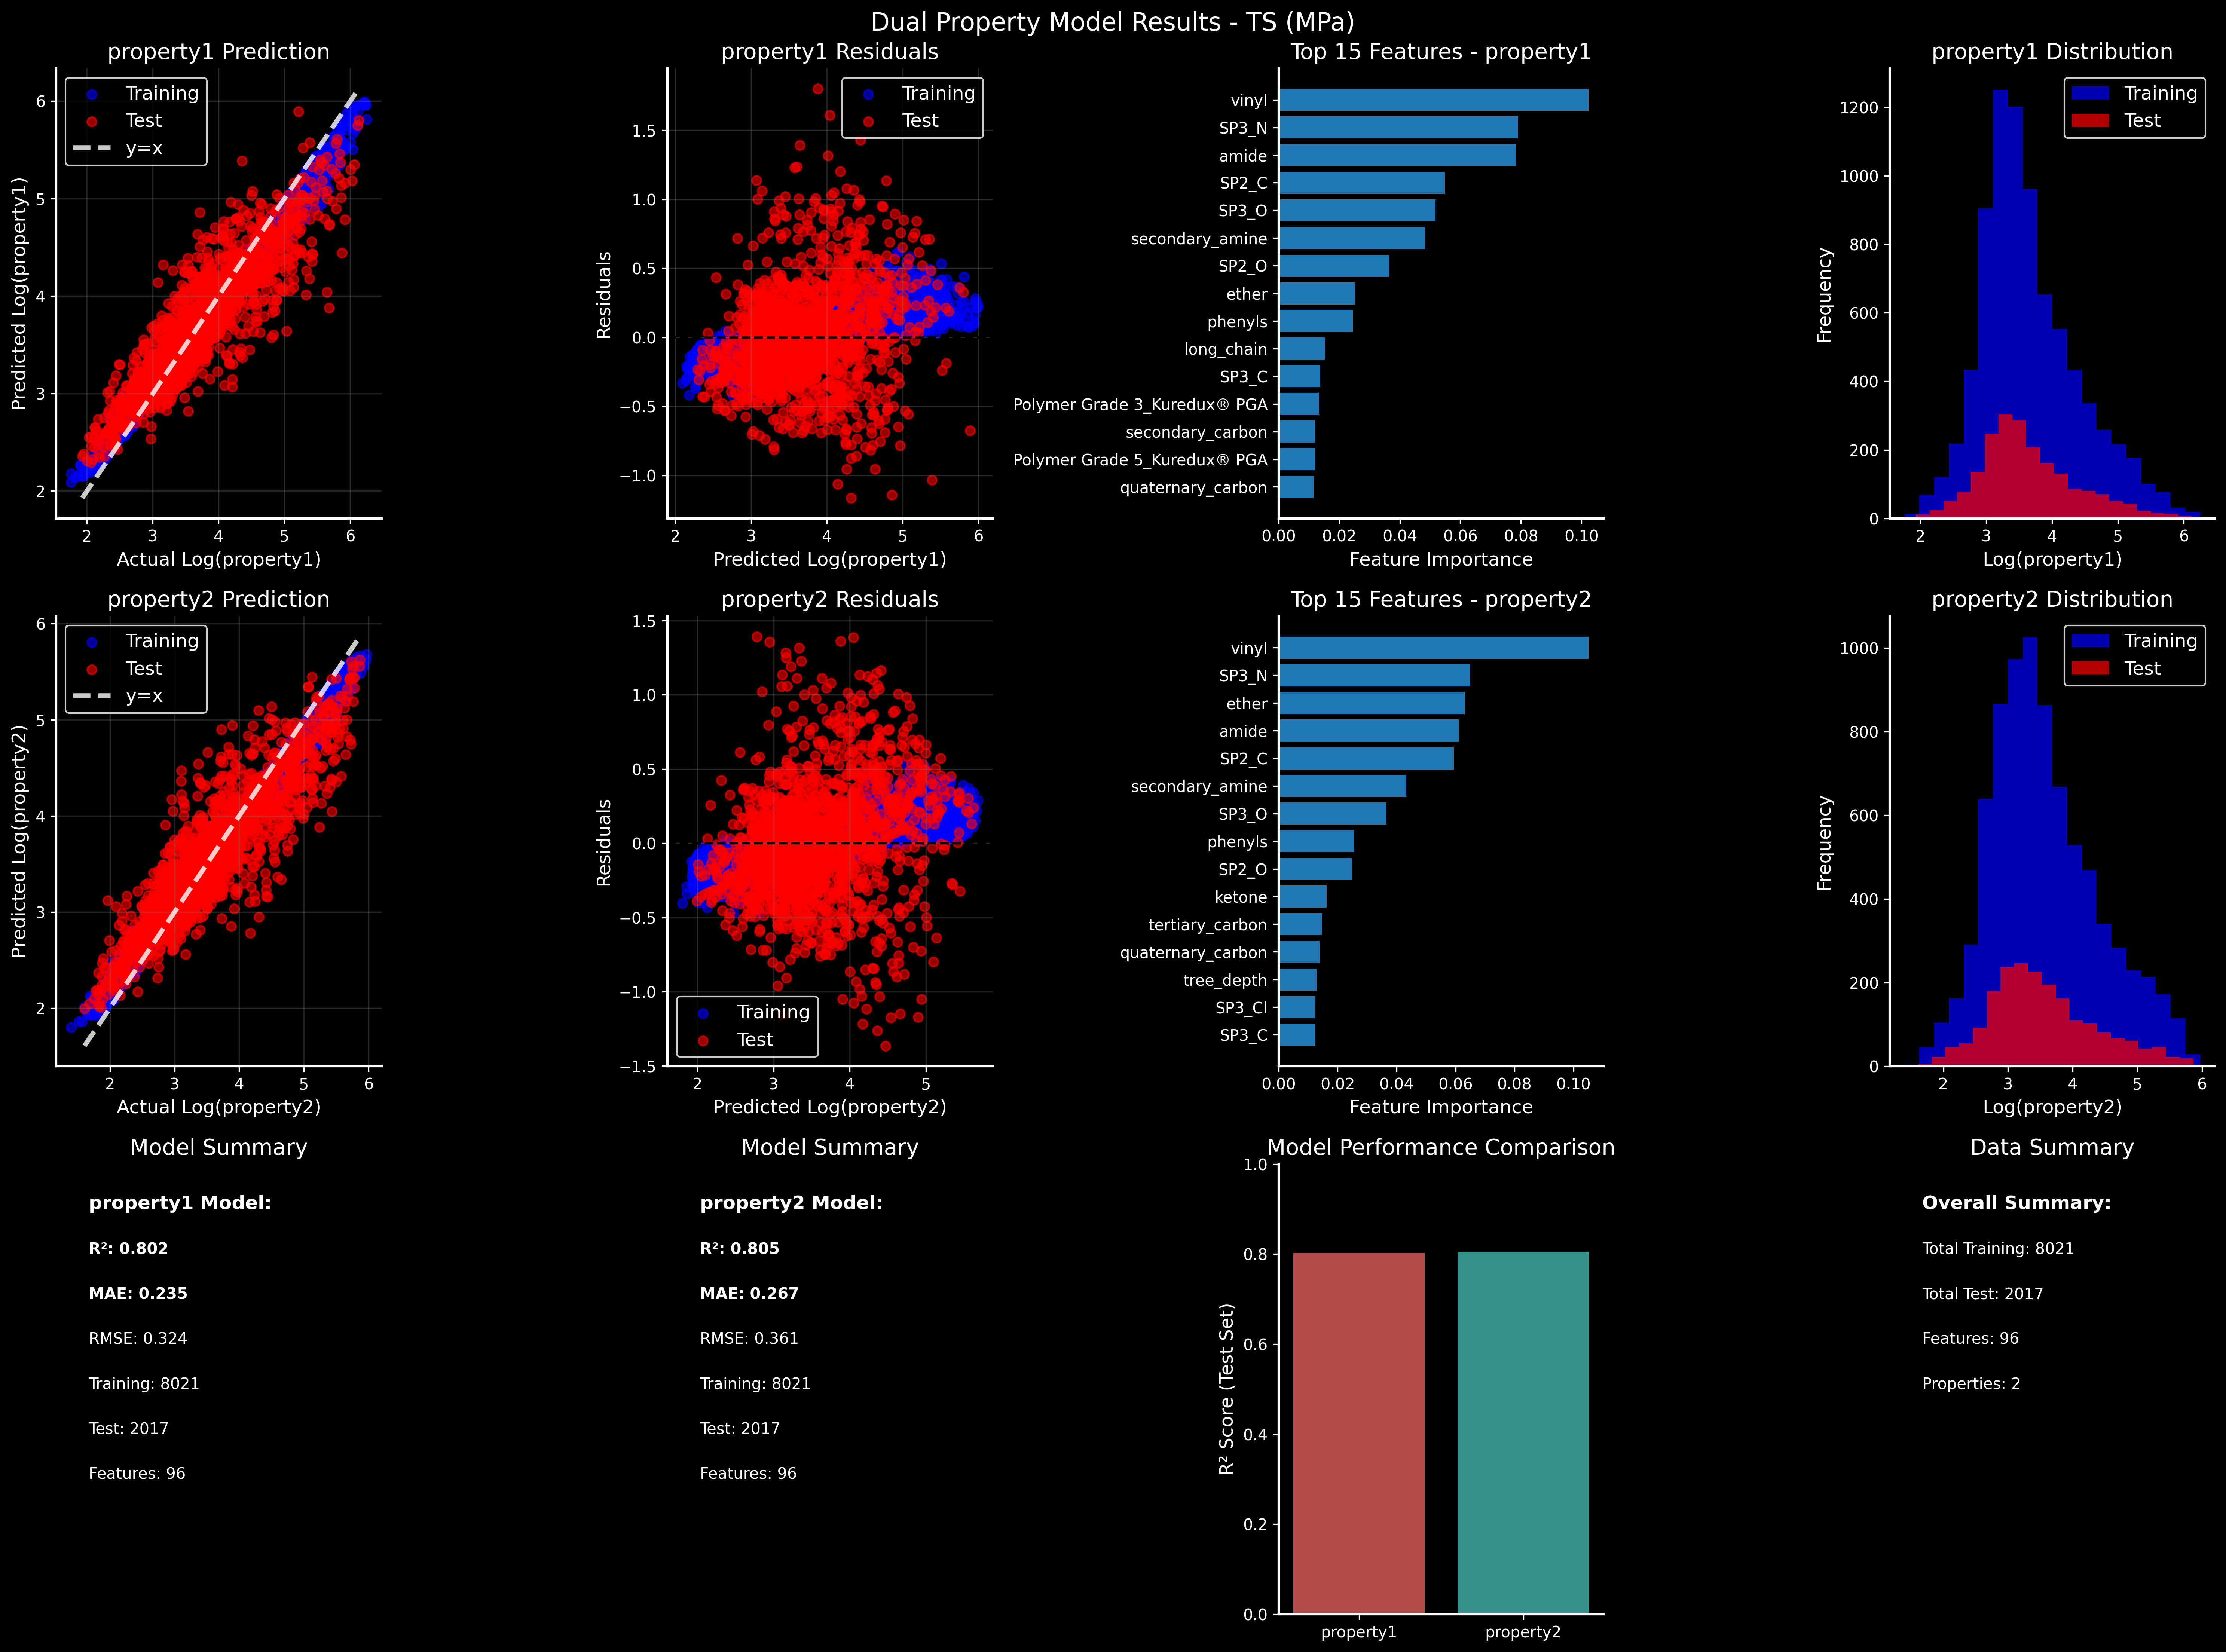 Dual Property Model Results - TS (MPa)
property1 Prediction
Training
Test
y=x
6
5
4
3
2
2 3 4 5 6
Predicted Log(property1)
Actual Log(property1)
property1 Residuals
Training
Test
1.5
1.0
0.5
0.0
−0.5
−1.0
2 3 4 5 6
Residuals
Predicted Log(property1)
Top 15 Features - property1
vinyl
SP3_N
amide
SP2_C
SP3_O
secondary_amine
SP2_O
ether
phenyls
long_chain
SP3_C
Polymer Grade 3_Kuredux® PGA
secondary_carbon
Polymer Grade 5_Kuredux® PGA
quaternary_carbon
0.00 0.02 0.04 0.06 0.08 0.10
Feature Importance
property1 Distribution
Training
Test
1200
1000
800
600
400
200
0
2 3 4 5 6
Frequency
Log(property1)
property2 Prediction
Training
Test
y=x
6
5
4
3
2
2 3 4 5 6
Predicted Log(property2)
Actual Log(property2)
property2 Residuals
1.5
1.0
0.5
0.0
−0.5
−1.0
−1.5
Training
Test
2 3 4 5
Residuals
Predicted Log(property2)
Top 15 Features - property2
vinyl
SP3_N
ether
amide
SP2_C
secondary_amine
SP3_O
phenyls
SP2_O
ketone
tertiary_carbon
quaternary_carbon
tree_depth
SP3_Cl
SP3_C
0.00 0.02 0.04 0.06 0.08 0.10
Feature Importance
property2 Distribution
Training
Test
1000
800
600
400
200
0
2 3 4 5 6
Frequency
Log(property2)
Model Summary
property1 Model:
R²: 0.802
MAE: 0.235
RMSE: 0.324
Training: 8021
Test: 2017
Features: 96
Model Summary
property2 Model:
R²: 0.805
MAE: 0.267
RMSE: 0.361
Training: 8021
Test: 2017
Features: 96
Model Performance Comparison
1.0
0.8
0.6
0.4
0.2
0.0
R² Score (Test Set)
property1 property2
Data Summary
Overall Summary:
Total Training: 8021
Total Test: 2017
Features: 96
Properties: 2